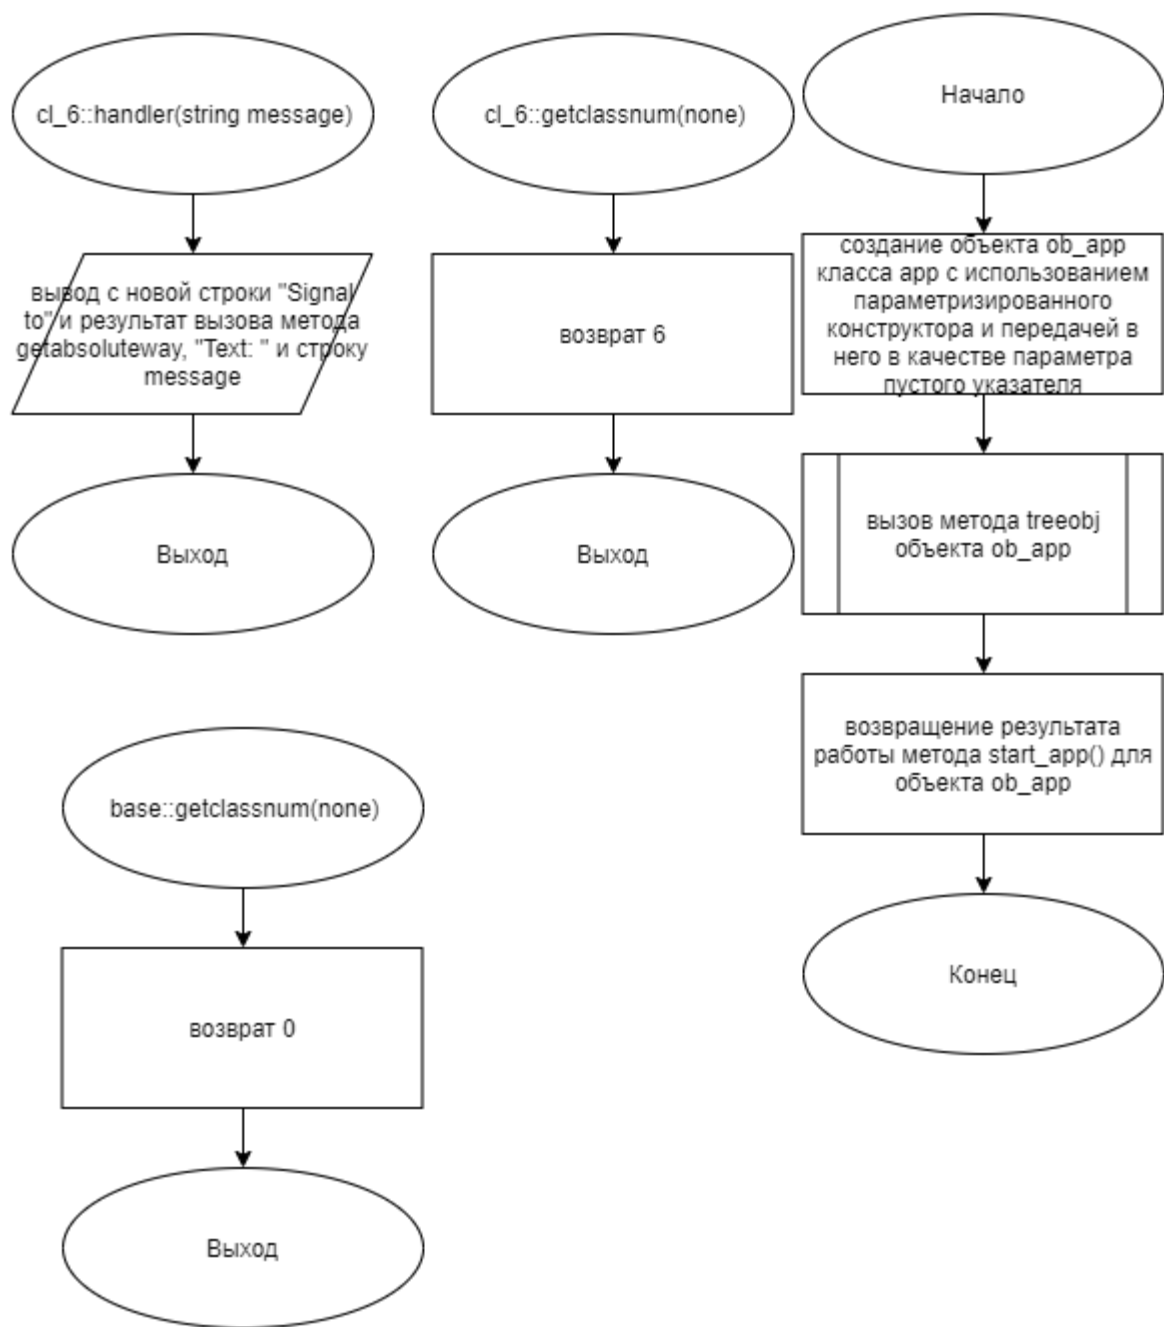 cl_6::handler(string message)
вывод с новой строки "Signal
to" и результат вызова метода
getabsoluteway, "Text: " и строку
message
Выход
cl_6::getclassnum(none)
возврат 6
Выход
Начало
создание объекта ob_app
класса app с использованием
параметризированного
конструктора и передачей в
него в качестве параметра
пустого указателя
вызов метода treeobj
объекта ob_app
возвращение результата
работы метода start_app() для
объекта ob_app
Конец
base::getclassnum(none)
возврат 0
Выход